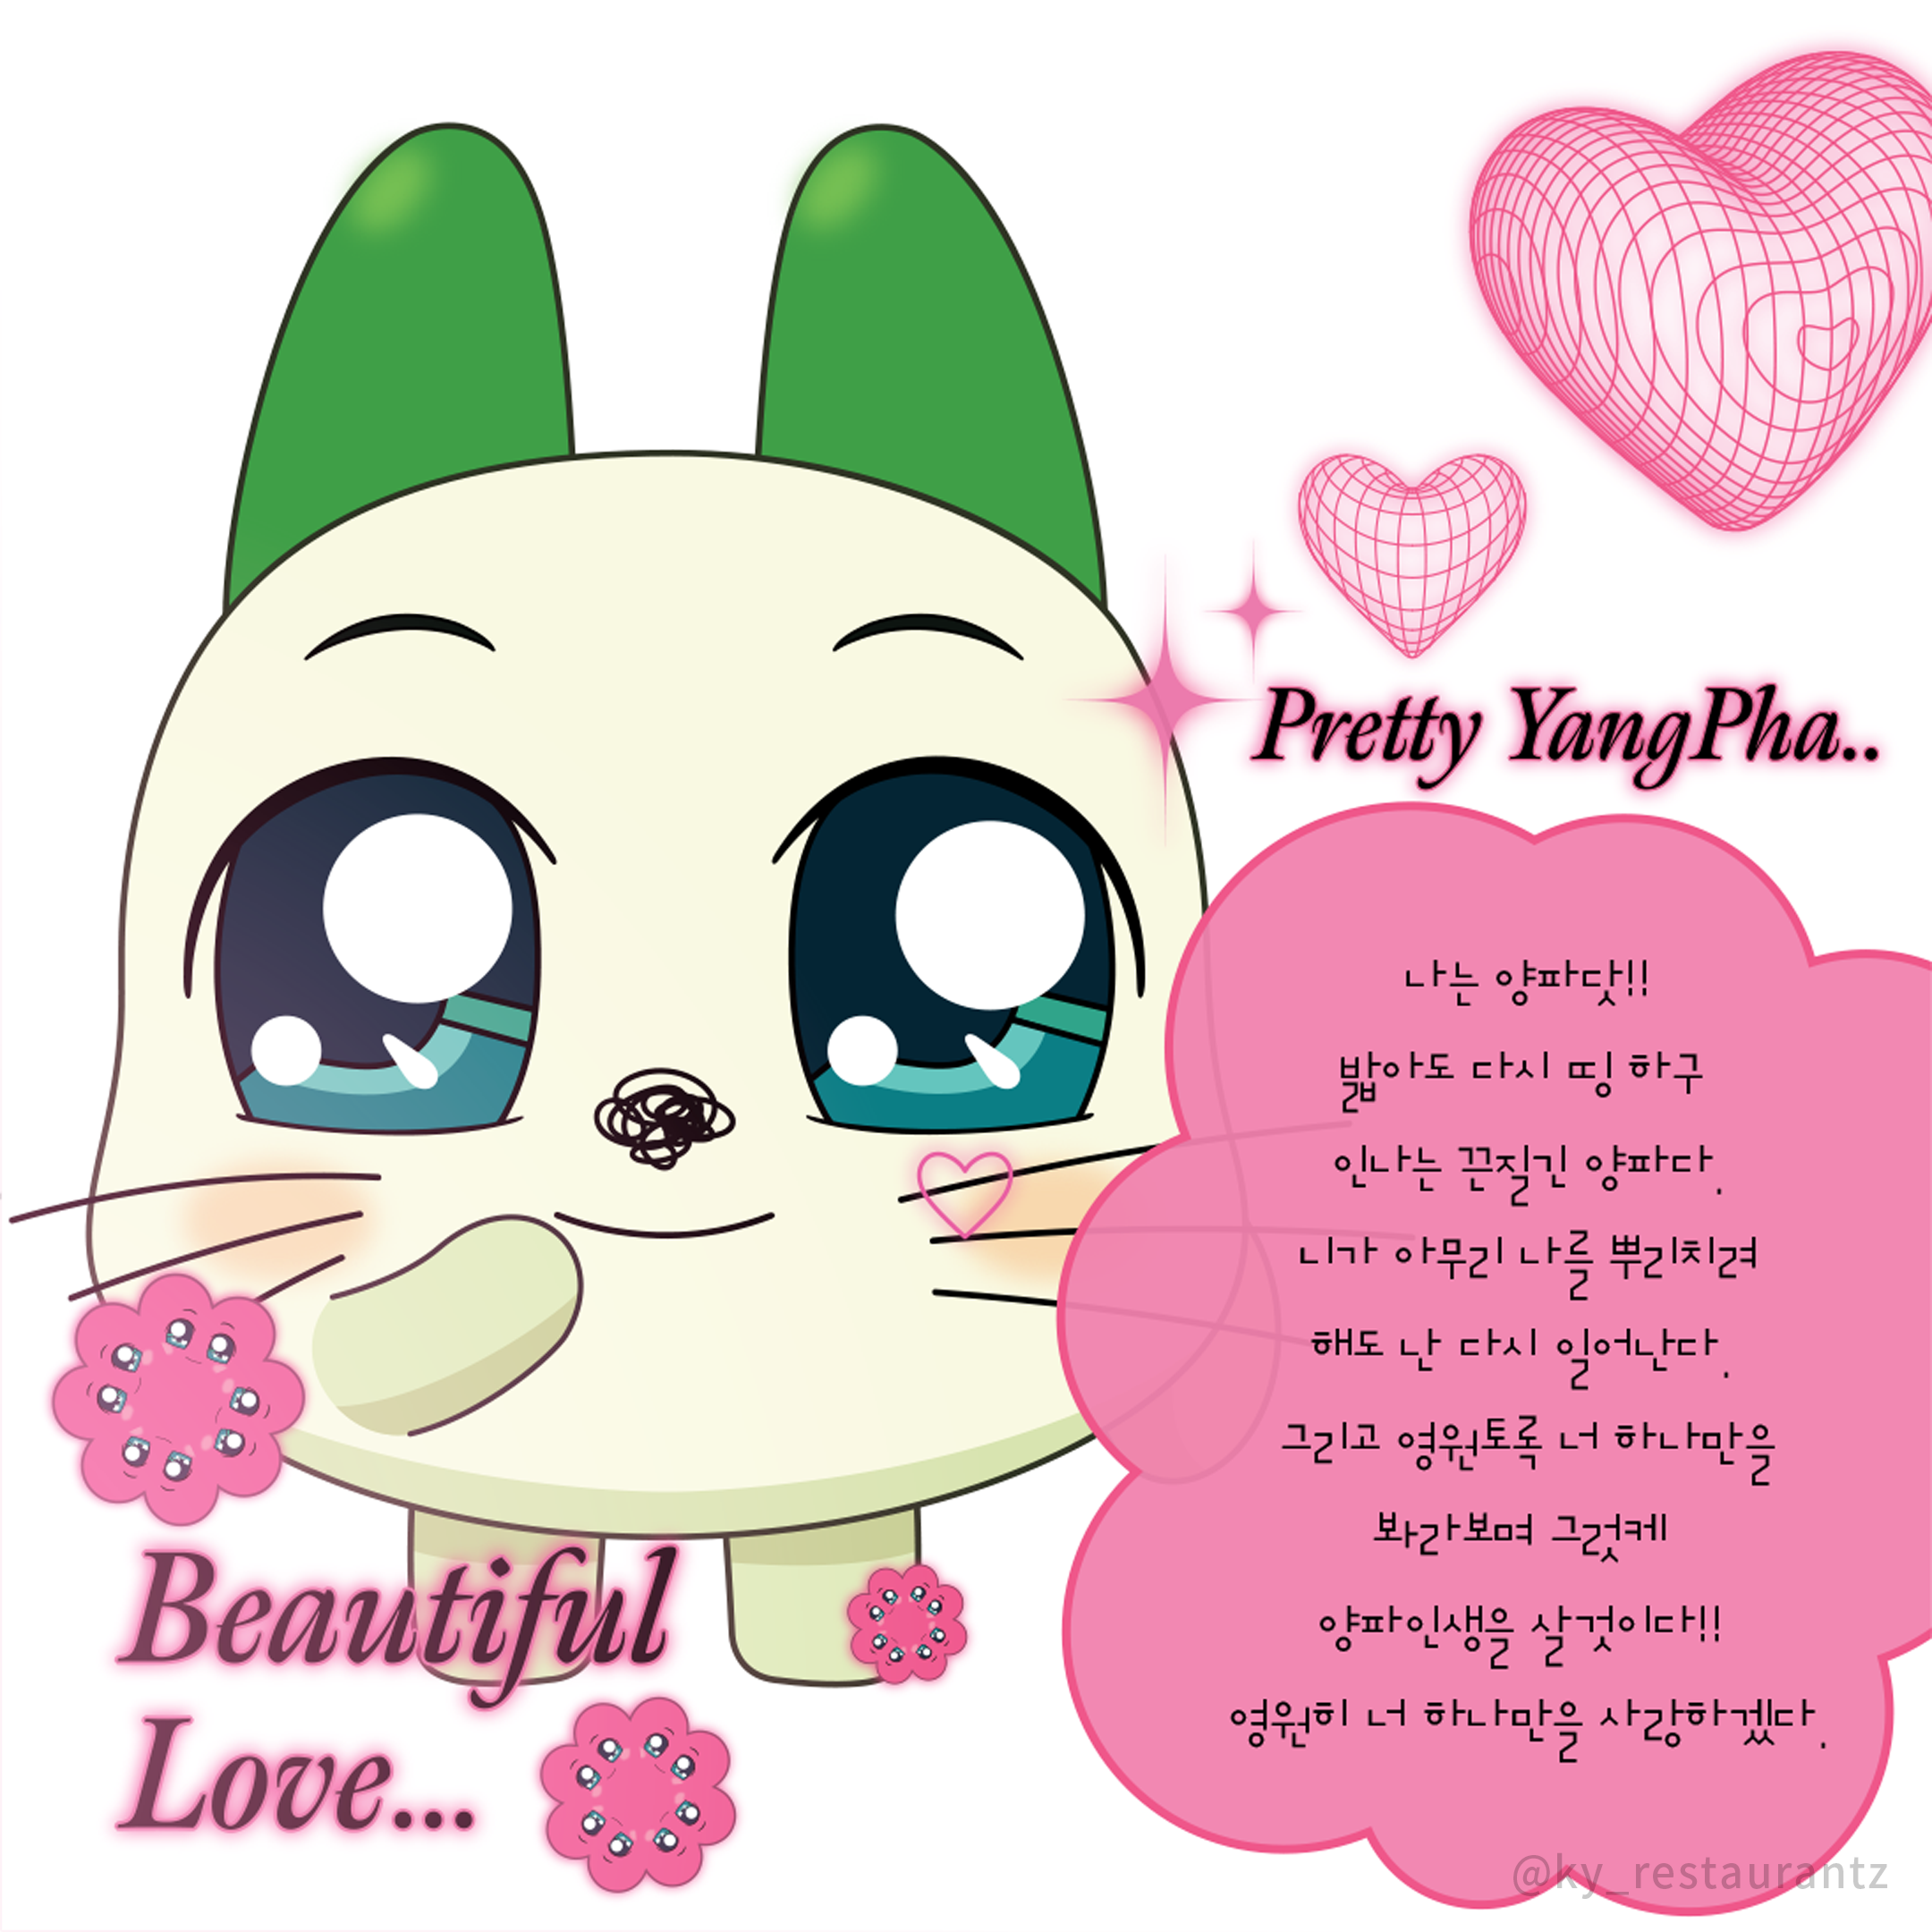 Pretty YangPha..
나는 양파닷!!
밟아도 다시 띵 하구
인나는 끈질긴 양파다.
니가 아무리 나를 뿌리치려
해도 난 다시 일어난다.
그리고 영원토록 너 하나만을
봐라보며 그럿케
양파인생을 살것이다!!
영원히 너 하나만을 사랑하겠다.
Beautiful
Love...
@ky_restaurantz